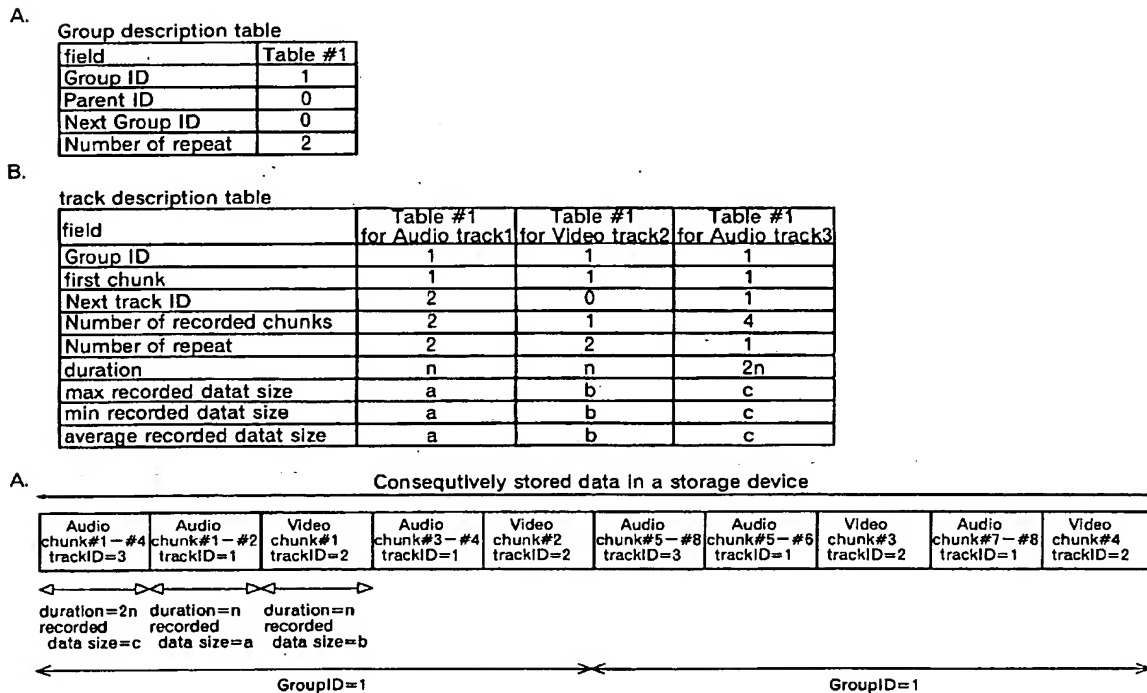 A.
Group description table
field Table #1
Group ID 1
Parent ID 0
Next Group ID 0
Number of repeat 2
B.
track description table
field Table #1 for Audio track1 Table #1 for Video track2 Table #1 for Audio track3
Group ID 1 1 1
first chunk 1 1 1
Next track ID 2 0 1
Number of recorded chunks 2 1 4
Number of repeat 2 2 1
duration n n 2n
max recorded datat size a b c
min recorded datat size a b c
average recorded datat size a b c
A.
Consequtively stored data in a storage device
Audio chunk#1-#4 trackID=3
Audio chunk#1-#2 trackID=1
Video chunk#1 trackID=2
Audio chunk#3-#4 trackID=1
Video chunk#2 trackID=2
Audio chunk#5-#8 trackID=3
Audio chunk#5-#6 trackID=1
Video chunk#3 trackID=2
Audio chunk#7-#8 trackID=1
Video chunk#4 trackID=2
duration=2n recorded data size=c
duration=n recorded data size=a
duration=n recorded data size=b
GroupID=1
GroupID=1